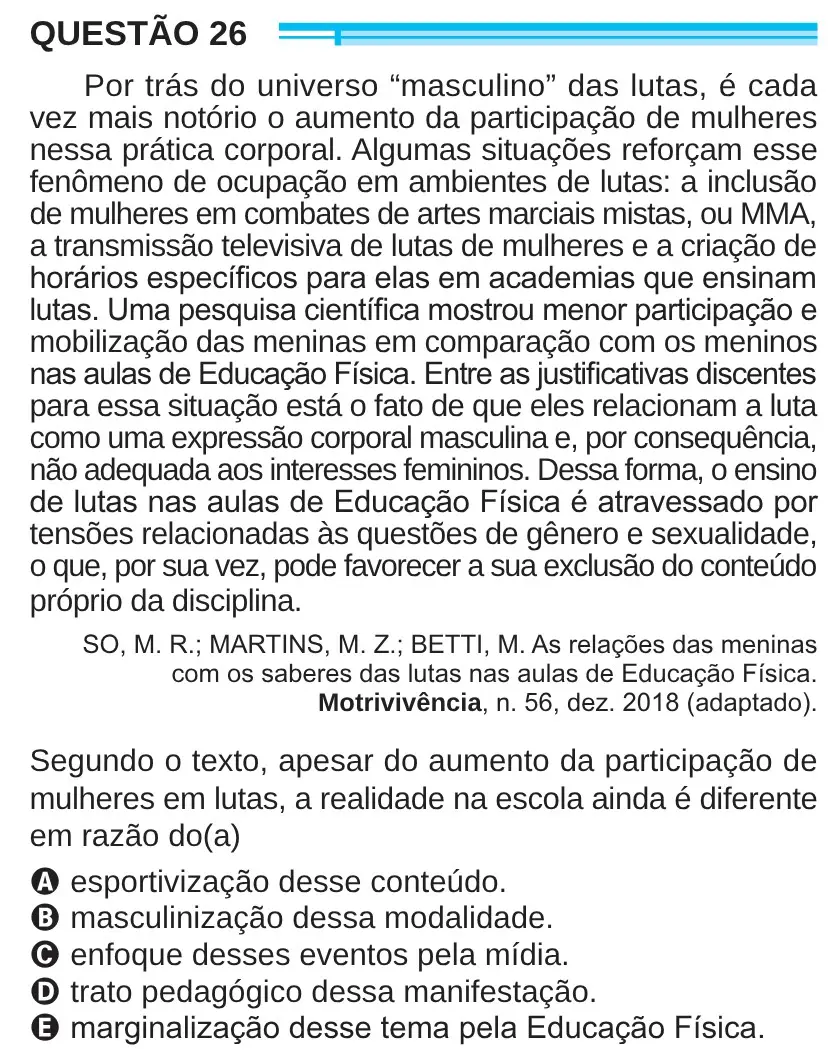 QUESTÃO 26
Por trás do universo “masculino” das lutas, é cada
vez mais notório o aumento da participação de mulheres
nessa prática corporal. Algumas situações reforçam esse
fenômeno de ocupação em ambientes de lutas: a inclusão
de mulheres em combates de artes marciais mistas, ou MMA,
a transmissão televisiva de lutas de mulheres e a criação de
horários específicos para elas em academias que ensinam
lutas. Uma pesquisa científica mostrou menor participação e
mobilização das meninas em comparação com os meninos
nas aulas de Educação Física. Entre as justificativas discentes
para essa situação está o fato de que eles relacionam a luta
como uma expressão corporal masculina e, por consequência,
não adequada aos interesses femininos. Dessa forma, o ensino
de lutas nas aulas de Educação Física é atravessado por
tensões relacionadas às questões de gênero e sexualidade,
o que, por sua vez, pode favorecer a sua exclusão do conteúdo
próprio da disciplina.
SO, M. R.; MARTINS, M. Z.; BETTI, M. As relações das meninas
com os saberes das lutas nas aulas de Educação Física.
Motrivivência, n. 56, dez. 2018 (adaptado).
Segundo o texto, apesar do aumento da participação de
mulheres em lutas, a realidade na escola ainda é diferente
em razão do(a)
A esportivização desse conteúdo.
B masculinização dessa modalidade.
C enfoque desses eventos pela mídia.
D trato pedagógico dessa manifestação.
E marginalização desse tema pela Educação Física.